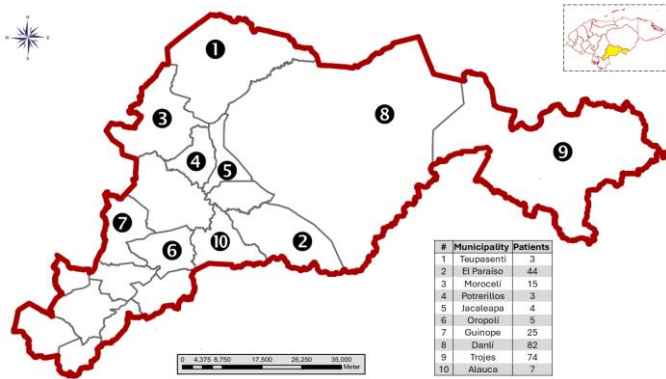 N
W
E
S
1
3
8
4
5
9
7
6
10
2
# Municipality Patients
1 Teupasenti 3
2 El Paraíso 44
3 Morocelí 15
4 Potrerillos 3
5 Jacaleapa 4
6 Oropolí 5
7 Guinope 25
8 Danlí 82
9 Trojes 74
10 Alauca 7
0 4,375 8,750 17,500 26,250 35,000
Meter